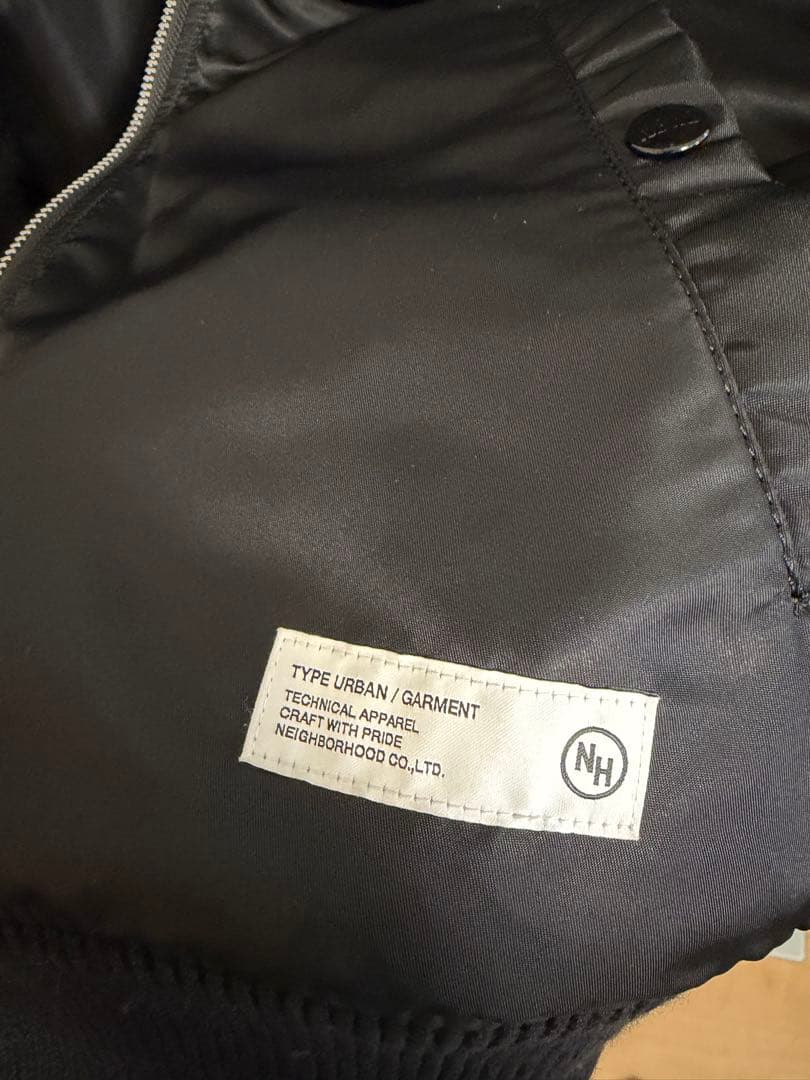 TYPE URBAN / GARMENT
TECHNICAL APPAREL
CRAFT WITH PRIDE
NEIGHBORHOOD CO.,LTD.
NH